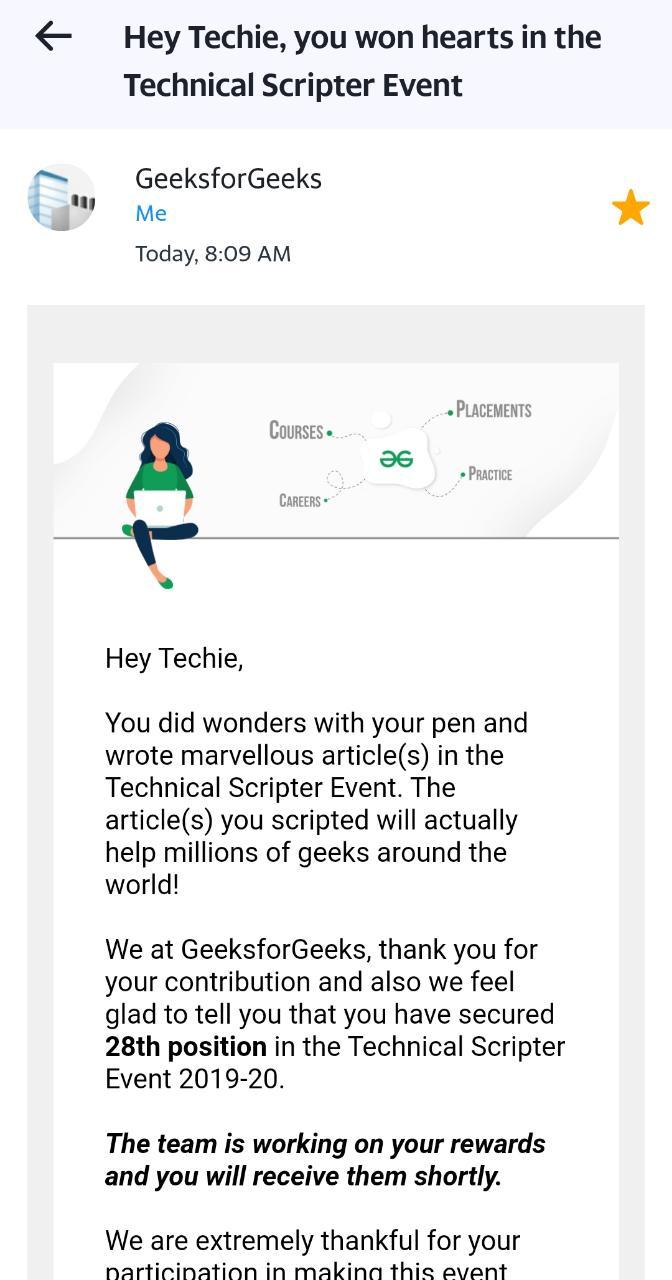 Hey Techie, you won hearts in the
Technical Scripter Event
GeeksforGeeks
Me
Today, 8:09 AM
COURSES
PLACEMENTS
PRACTICE
CAREERS
Hey Techie,
You did wonders with your pen and
wrote marvellous article(s) in the
Technical Scripter Event. The
article(s) you scripted will actually
help millions of geeks around the
world!
We at GeeksforGeeks, thank you for
your contribution and also we feel
glad to tell you that you have secured
28th position in the Technical Scripter
Event 2019-20.
The team is working on your rewards
and you will receive them shortly.
We are extremely thankful for your
participation in making this event